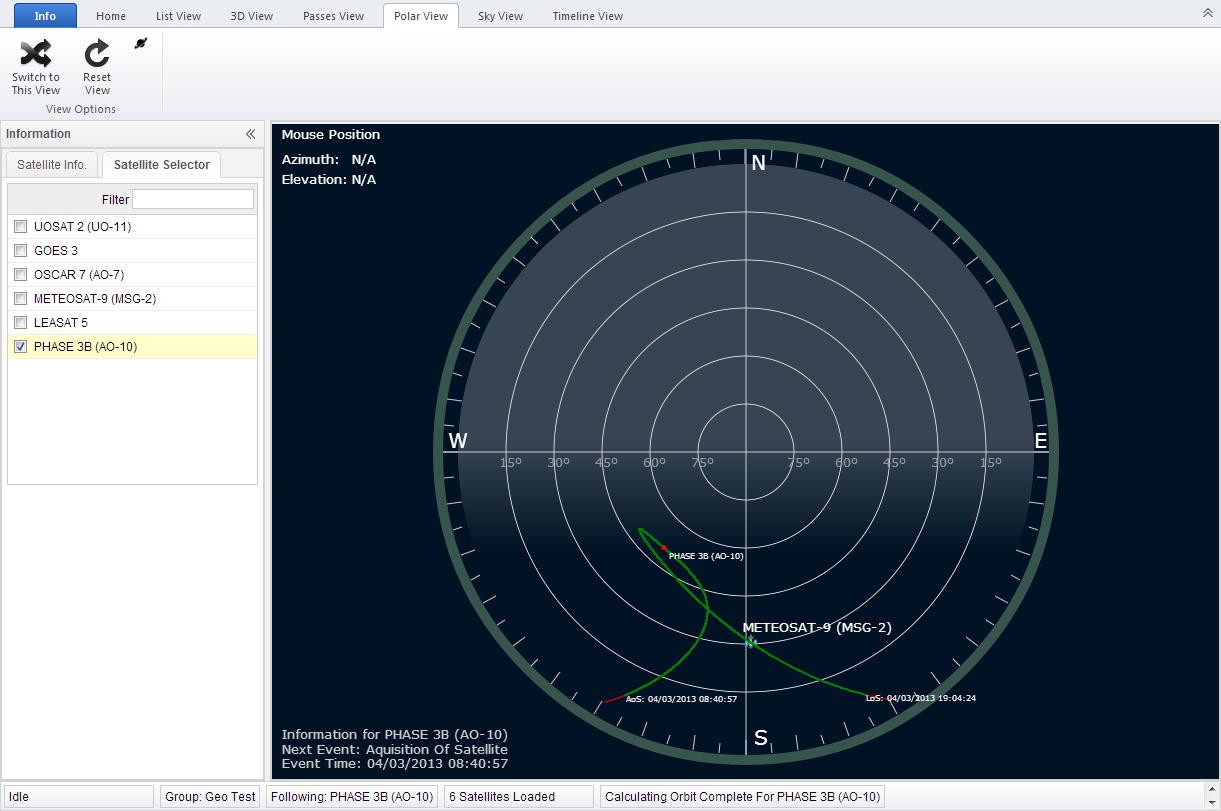 Info Home List View 3D View Passes View Polar View Sky View Timeline View
Switch to This View
Reset View
View Options
Information
Satellite Info. Satellite Selector
Filter
UOSAT 2 (UO-11)
GOES 3
OSCAR 7 (AO-7)
METEOSAT-9 (MSG-2)
LEASAT 5
PHASE 3B (AO-10)
Mouse Position
Azimuth: N/A
Elevation: N/A
N
W E
15º 30º 45º 60º 75º 75º 60º 45º 30º 15º
PHASE 3B (AO-10)
METEOSAT-9 (MSG-2)
AoS: 04/03/2013 08:40:57 LoS: 04/03/2013 19:04:24
S
Information for PHASE 3B (AO-10)
Next Event: Aquisition Of Satellite
Event Time: 04/03/2013 08:40:57
Idle Group: Geo Test Following: PHASE 3B (AO-10) 6 Satellites Loaded Calculating Orbit Complete For PHASE 3B (AO-10)